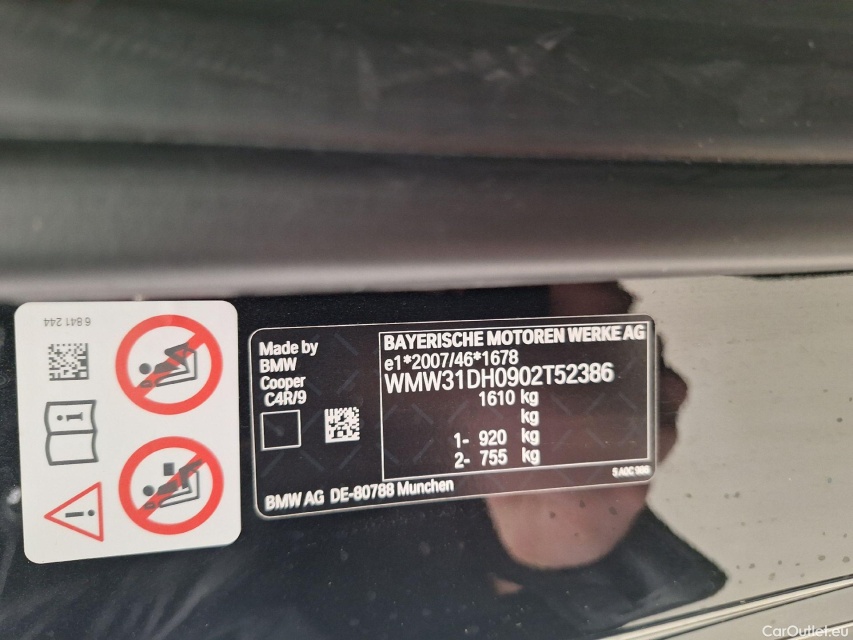 6 841 244
Made by
BMW
Cooper
C4R/9
BAYERISCHE MOTOREN WERKE AG
e1*2007/46*1678
WMW31DH0902T52386
1610 kg
kg
1- 920 kg
2- 755 kg
5 A0C 986
BMW AG DE-80788 Munchen
CarOutlet.eu